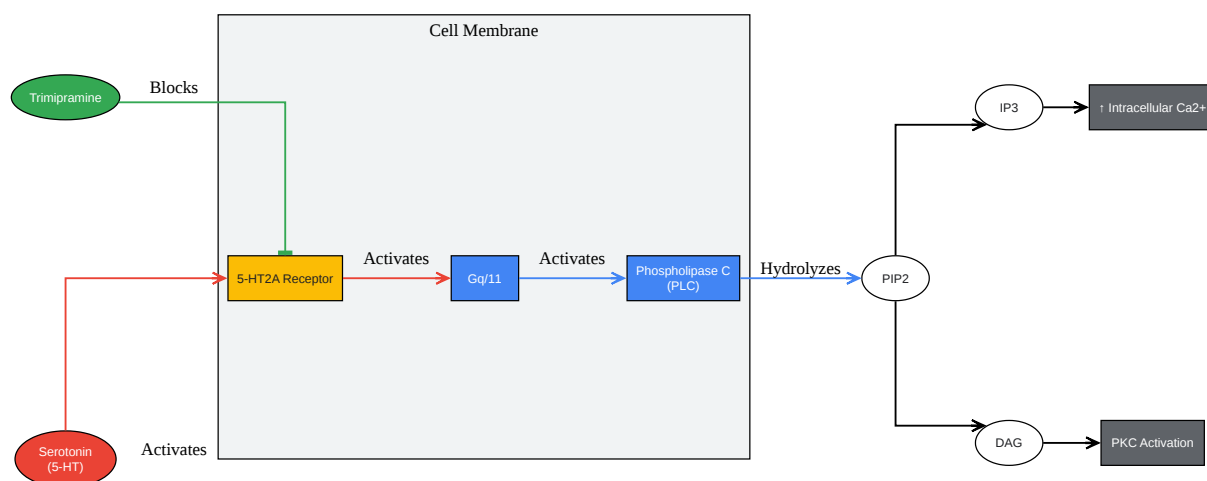 Cell Membrane
Trimipramine
Blocks
IP3
↑ Intracellular Ca2+
5-HT2A Receptor
Activates
Gq/11
Activates
Phospholipase C
(PLC)
Hydrolyzes
PIP2
Serotonin
(5-HT)
Activates
DAG
PKC Activation